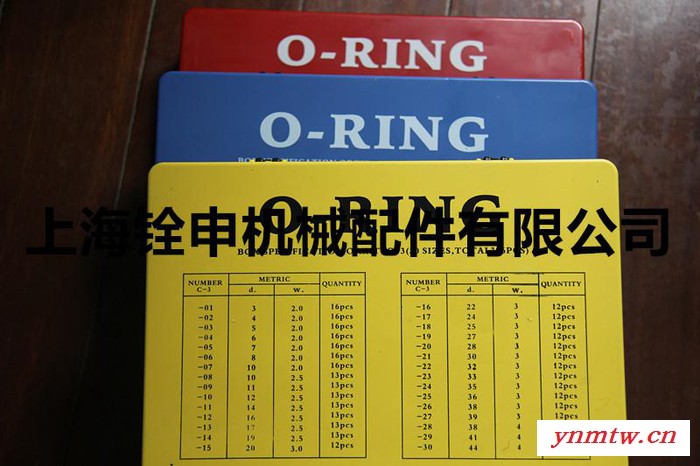 O-RING
O-RING
O-RING
上海铨申机械配件有限公司
NUMBER C-3 METRIC d. w. QUANTITY
-01 3 2.0 16pcs
-02 4 2.0 16pcs
-03 5 2.0 16pcs
-04 6 2.0 16pcs
-05 7 2.0 16pcs
-06 8 2.0 16pcs
-07 10 2.0 16pcs
-08 10 2.5 13pcs
-09 11 2.5 13pcs
-10 12 2.5 13pcs
-11 14 2.5 13pcs
-12 16 2.5 13pcs
-13 17 2.5 13pcs
-14 19 2.5 13pcs
-15 20 3.0 12pcs
NUMBER C-3 METRIC d. w. QUANTITY
-16 22 3 12pcs
-17 24 3 12pcs
-18 25 3 12pcs
-19 27 3 12pcs
-20 28 3 12pcs
-21 30 3 12pcs
-22 32 3 12pcs
-23 33 3 12pcs
-24 35 3 12pcs
-25 36 3 12pcs
-26 38 3 12pcs
-27 39 3 12pcs
-28 38 4
-29 4
-30 44 4
ynmtw.cn